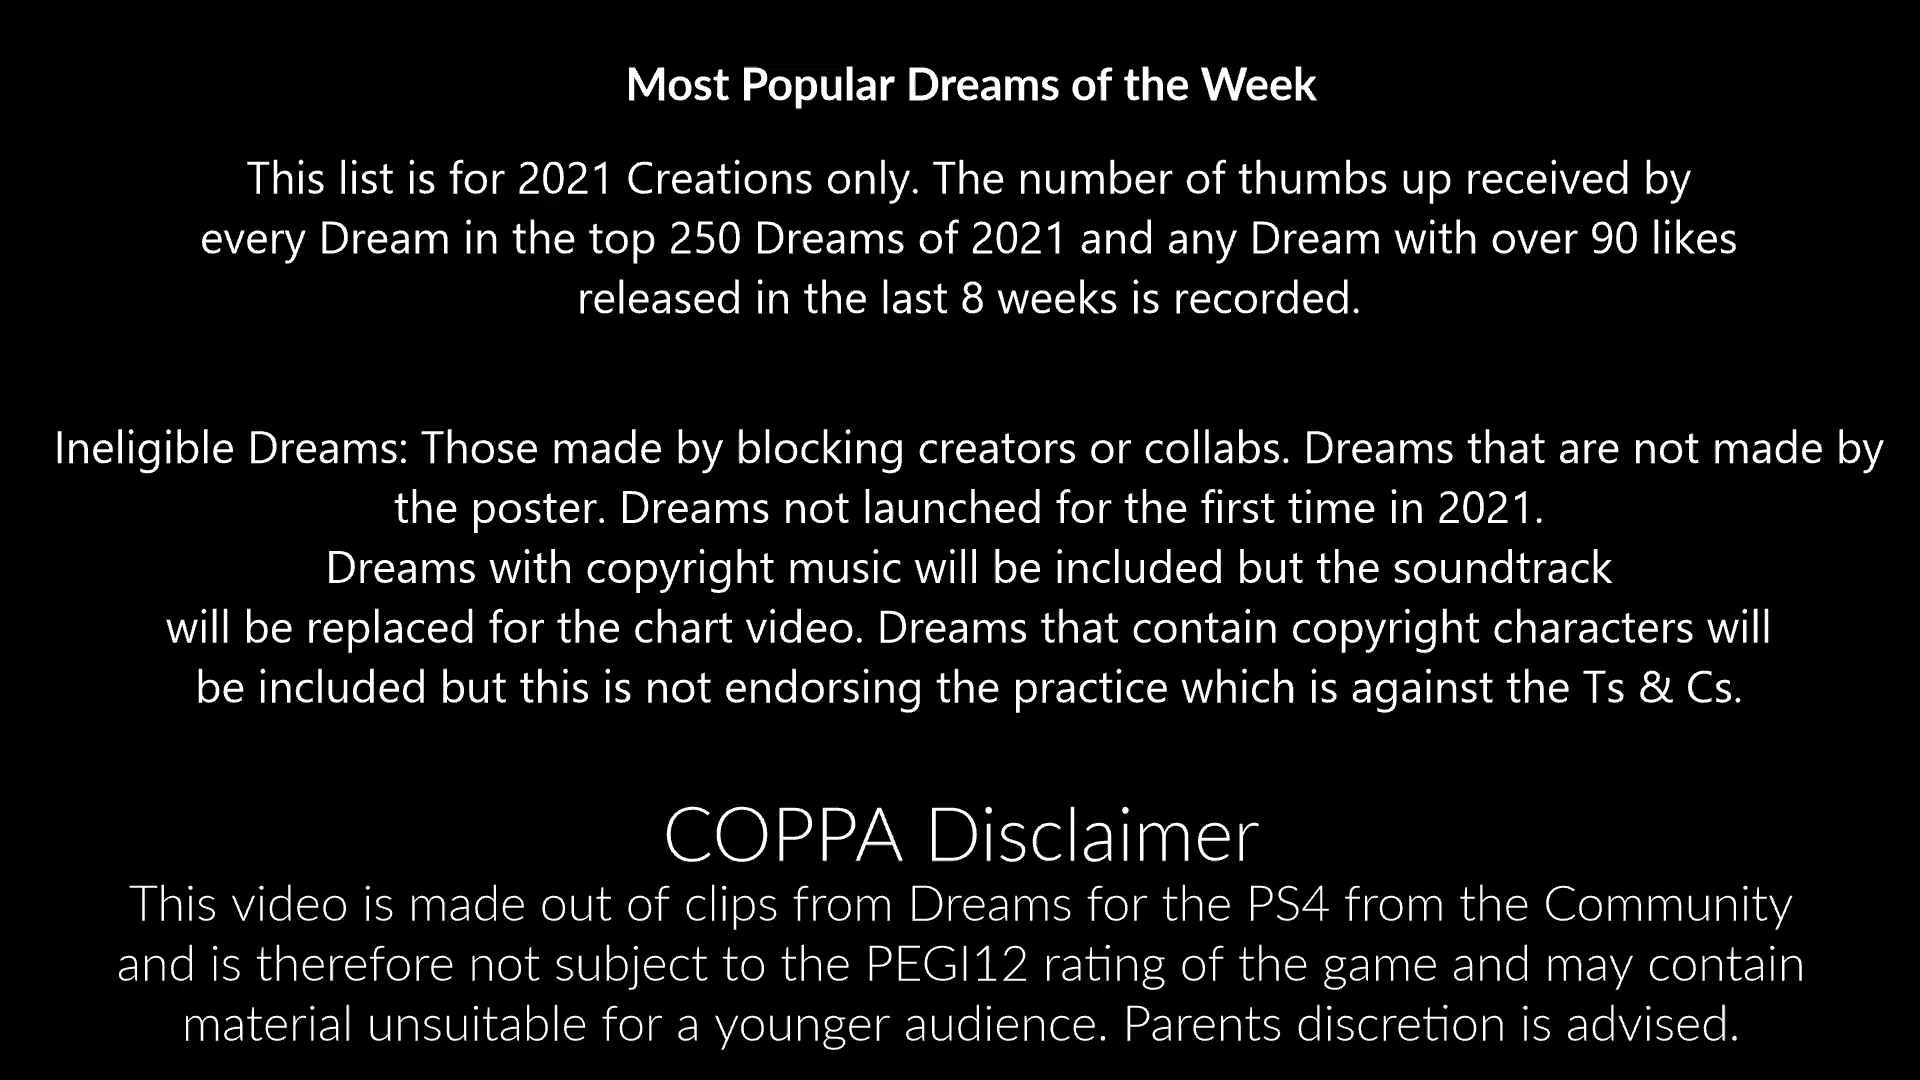 Most Popular Dreams of the Week
This list is for 2021 Creations only. The number of thumbs up received by
every Dream in the top 250 Dreams of 2021 and any Dream with over 90 likes
released in the last 8 weeks is recorded.
Ineligible Dreams: Those made by blocking creators or collabs. Dreams that are not made by
the poster. Dreams not launched for the first time in 2021.
Dreams with copyright music will be included but the soundtrack
will be replaced for the chart video. Dreams that contain copyright characters will
be included but this is not endorsing the practice which is against the Ts & Cs.
COPPA Disclaimer
This video is made out of clips from Dreams for the PS4 from the Community
and is therefore not subject to the PEGI12 rating of the game and may contain
material unsuitable for a younger audience. Parents discretion is advised.